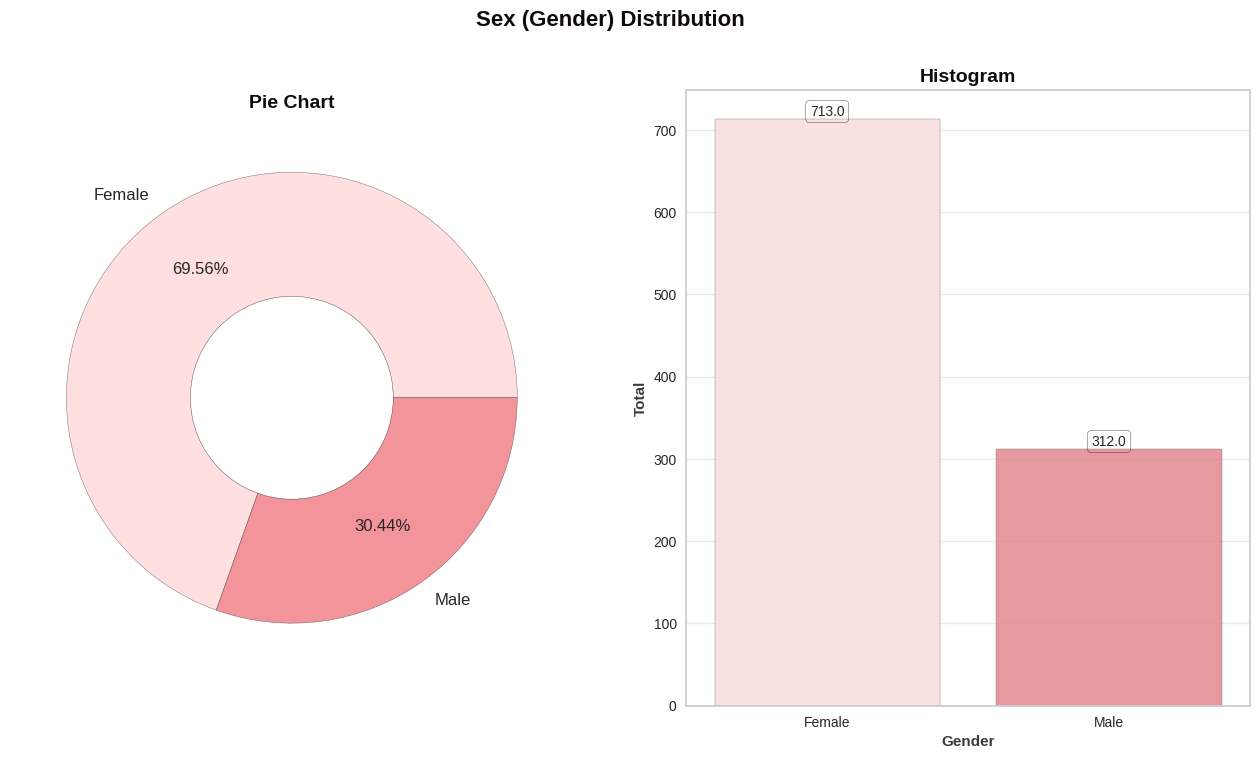 Sex (Gender) Distribution
Pie Chart
Female
69.56%
30.44%
Male
Histogram
713.0
312.0
700
600
500
400
300
200
100
0
Total
Female
Male
Gender